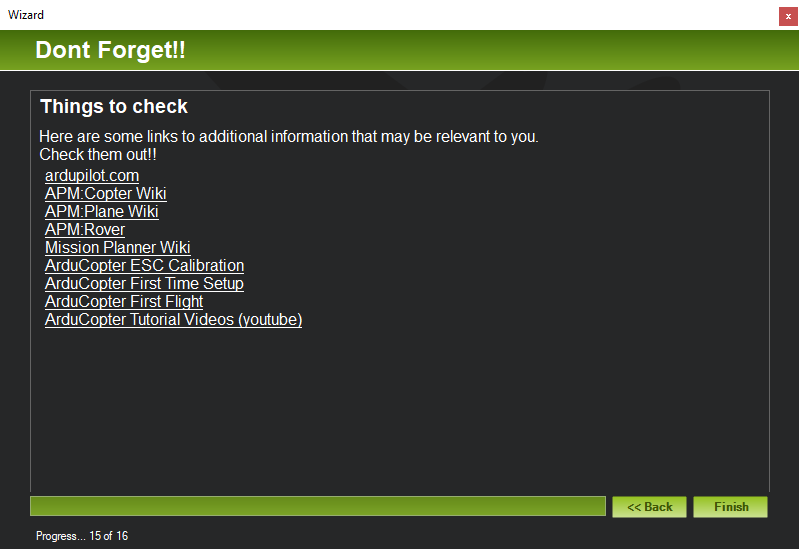 Wizard
x
Dont Forget!!
Things to check
Here are some links to additional information that may be relevant to you.
Check them out!!
ardupilot.com
APM:Copter Wiki
APM:Plane Wiki
APM:Rover
Mission Planner Wiki
ArduCopter ESC Calibration
ArduCopter First Time Setup
ArduCopter First Flight
ArduCopter Tutorial Videos (youtube)
<< Back
Finish
Progress... 15 of 16